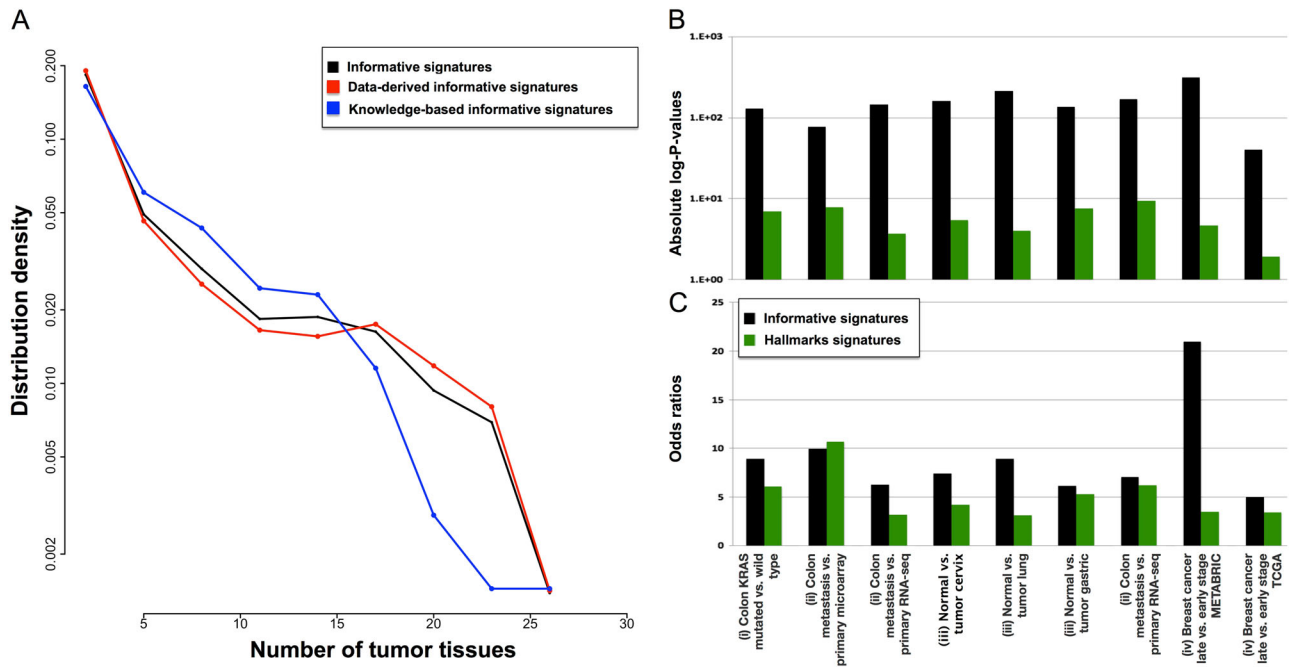 A
Distribution density
0.200
0.100
0.050
0.020
0.010
0.005
0.002
Informative signatures
Data-derived informative signatures
Knowledge-based informative signatures
5
10
15
20
25
30
Number of tumor tissues
B
Absolute log-P-values
1.E+03
1.E+02
1.E+01
1.E+00
C
Odds ratios
25
20
15
10
5
0
Informative signatures
Hallmarks signatures
(i) Colon KRAS
mutated vs. wild
type
(ii) Colon
metastasis vs.
primary microarray
(ii) Colon
metastasis vs.
primary RNA-seq
(iii) Normal vs.
tumor cervix
(iii) Normal vs.
tumor lung
(iii) Normal vs.
tumor gastric
(ii) Colon
metastasis vs.
primary RNA-seq
(iv) Breast cancer
late vs. early stage
METABRIC
(iv) Breast cancer
late vs. early stage
TCGA